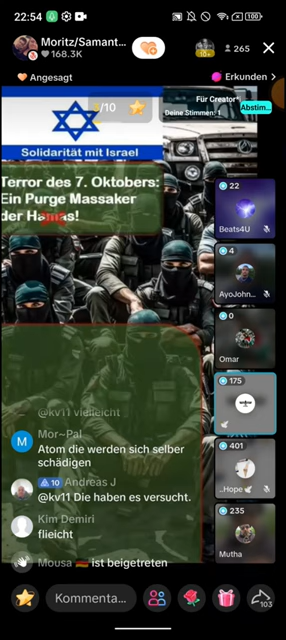 22:54
100
Moritz/Samant...
168.3K
10+
265
Angesagt
Erkunden >
/10
Für Creator*
Deine Stimmen: 1
Abstim...
Solidarität mit Israel
Terror des 7. Oktobers:
Ein Purge Massaker
der Hamas!
22
Beats4U
4
AyoJohn...
0
Omar
175
401
..Hope
235
Mutha
@kv11 vielleicht
M
Mor~Pal
Atom die werden sich selber
schädigen
10 Andreas J
@kv11 Die haben es versucht.
Kim Demiri
flieicht
Mousa 🇩🇪 ist beigetreten
Kommenta...
103